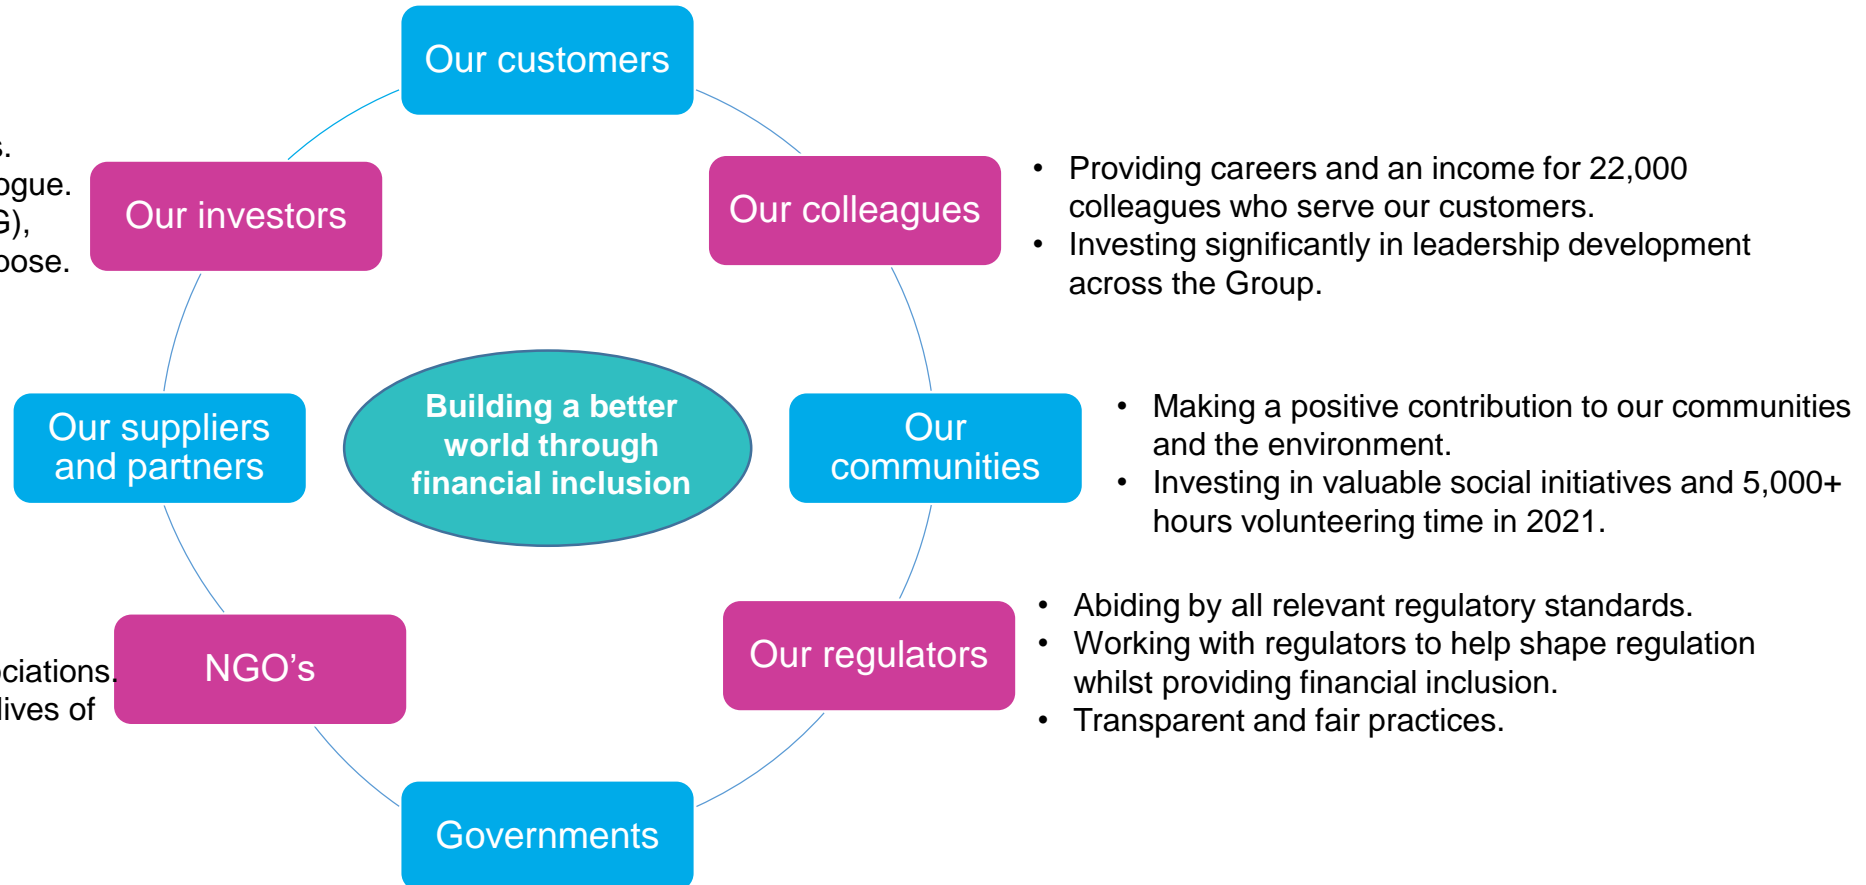 Our customers
Our investors
Our colleagues
• Providing careers and an income for 22,000
colleagues who serve our customers.
• Investing significantly in leadership development
across the Group.
Building a better
world through
financial inclusion
Our suppliers
and partners
Our
communities
• Making a positive contribution to our communities
and the environment.
• Investing in valuable social initiatives and 5,000+
hours volunteering time in 2021.
NGO’s
lives of
Our regulators
• Abiding by all relevant regulatory standards.
• Working with regulators to help shape regulation
whilst providing financial inclusion.
• Transparent and fair practices.
Governments